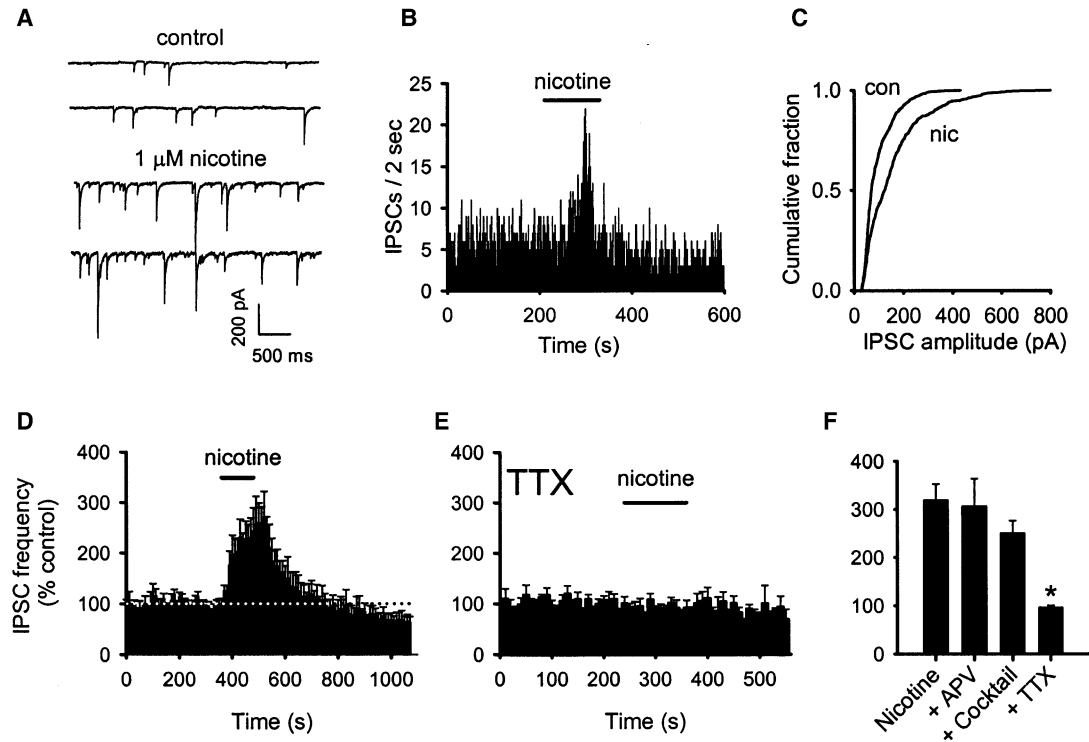 A
control
1 μM nicotine
200 pA
500 ms
B
nicotine
25
20
15
10
5
0
IPSCs / 2 sec
0 200 400 600
Time (s)
C
con
nic
1.0
0.5
0.0
Cumulative fraction
0 200 400 600 800
IPSC amplitude (pA)
D
nicotine
400
300
200
100
0
IPSC frequency
(% control)
0 200 400 600 800 1000
Time (s)
E
TTX
nicotine
400
300
200
100
0
0 100 200 300 400 500
Time (s)
F
400
300
200
100
0
*
Nicotine
+ APV
+ Cocktail
+ TTX